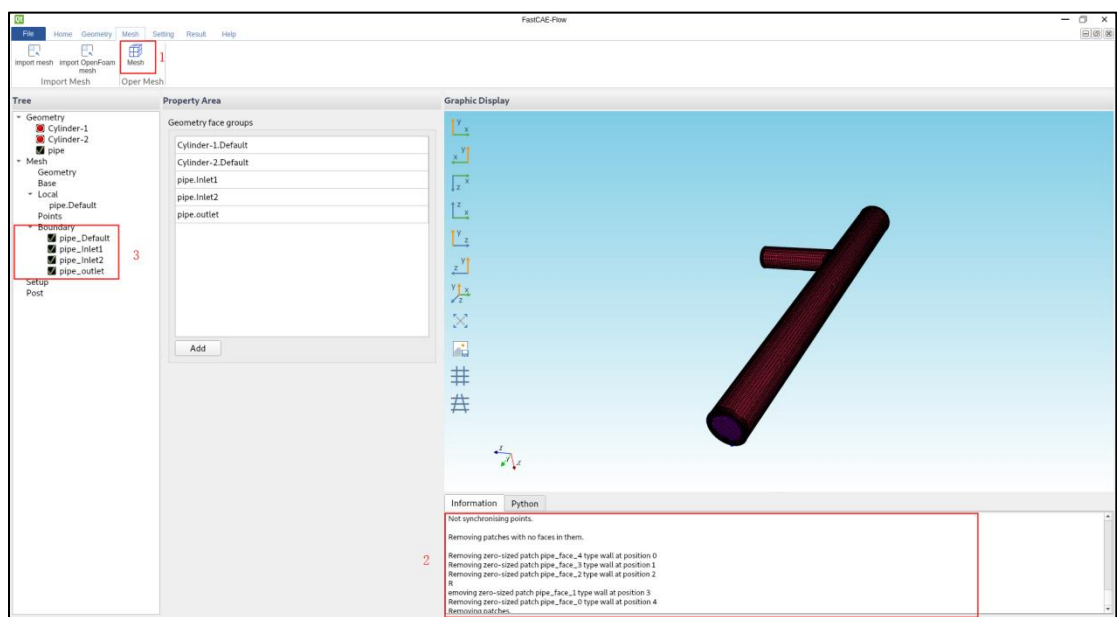 Qt
FastCAE-Flow
File Home Geometry Mesh Setting Result Help
import mesh import OpenFoam mesh Mesh 1
Import Mesh Oper Mesh
Tree
Geometry
Cylinder-1
Cylinder-2
pipe
Mesh
Geometry
Base
Local
pipe.Default
Points
Boundary
pipe_Default
pipe_Inlet1
pipe_Inlet2
pipe_outlet
3
Setup
Post
Property Area
Geometry face groups
Cylinder-1.Default
Cylinder-2.Default
pipe.Inlet1
pipe.Inlet2
pipe.outlet
Add
Graphic Display
Y x
x Y
x z
z x
Y z
z Y
Y x z
Information Python
2
Not synchronising points.
Removing patches with no faces in them.
Removing zero-sized patch pipe_face_4 type wall at position 0
Removing zero-sized patch pipe_face_3 type wall at position 1
Removing zero-sized patch pipe_face_2 type wall at position 2
R
emoving zero-sized patch pipe_face_1 type wall at position 3
Removing zero-sized patch pipe_face_0 type wall at position 4
Removing patches.